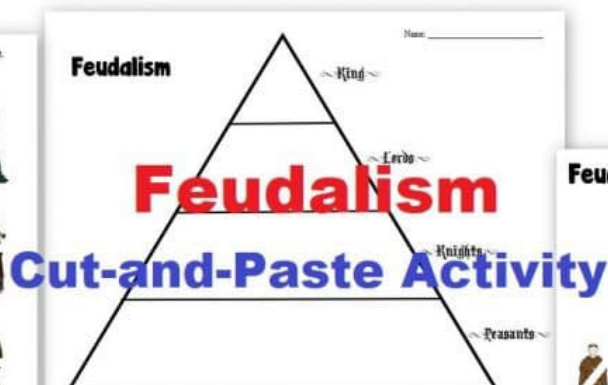 Name:
Feudalism
King
Lords
Feudalism
Feu
Knights
Cut-and-Paste Activity
Peasants